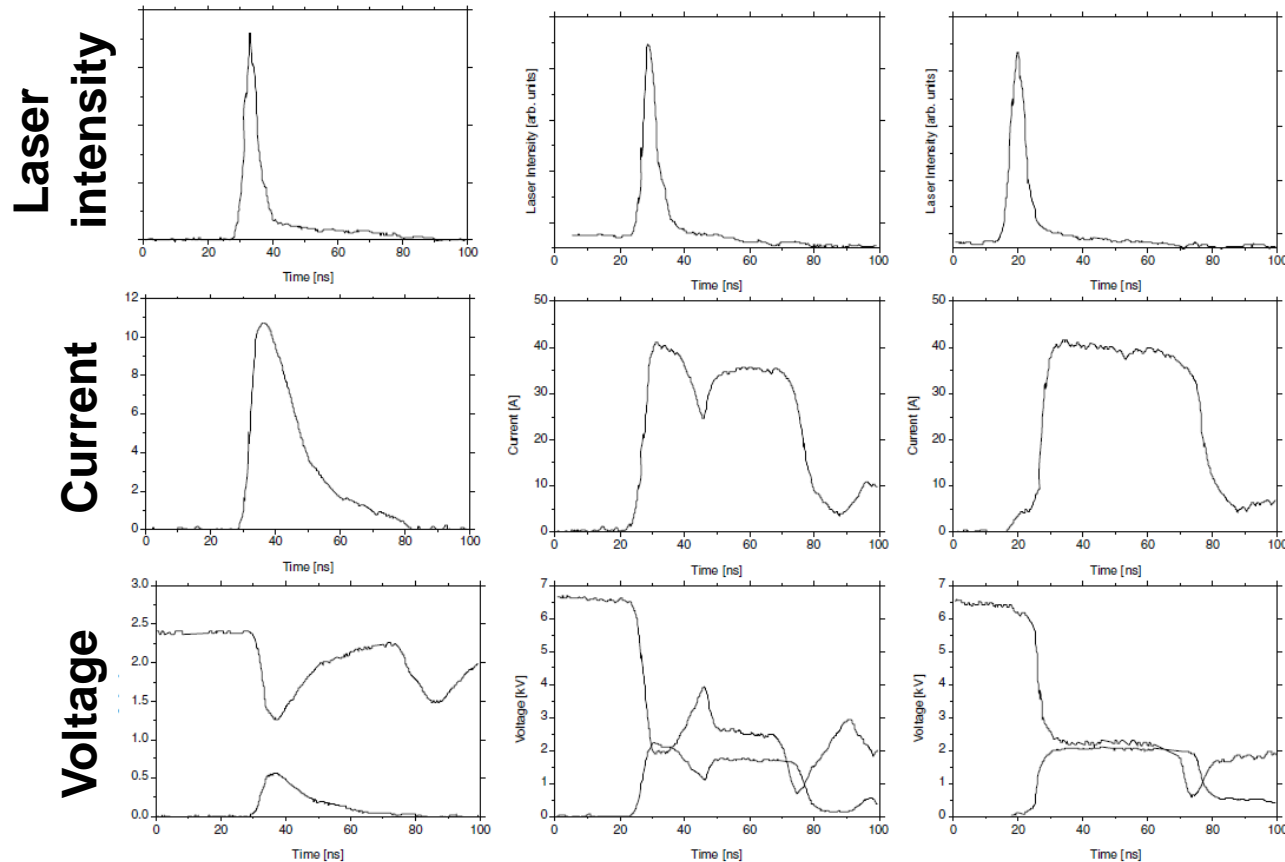 Laser
intensity
0 20 40 60 80 100
Time [ns]
Laser Intensity [arb. units]
0 20 40 60 80 100
Time [ns]
Laser Intensity [arb. units]
0 20 40 60 80 100
Time [ns]
Current
12
10
8
6
4
2
0
0 20 40 60 80 100
Time [ns]
Current [A]
50
40
30
20
10
0
0 20 40 60 80 100
Time [ns]
Current [A]
50
40
30
20
10
0
0 20 40 60 80 100
Time [ns]
Voltage
3.0
2.5
2.0
1.5
1.0
0.5
0.0
0 20 40 60 80 100
Time [ns]
Voltage [kV]
7
6
5
4
3
2
1
0
0 20 40 60 80 100
Time [ns]
Voltage [kV]
7
6
5
4
3
2
1
0
0 20 40 60 80 100
Time [ns]